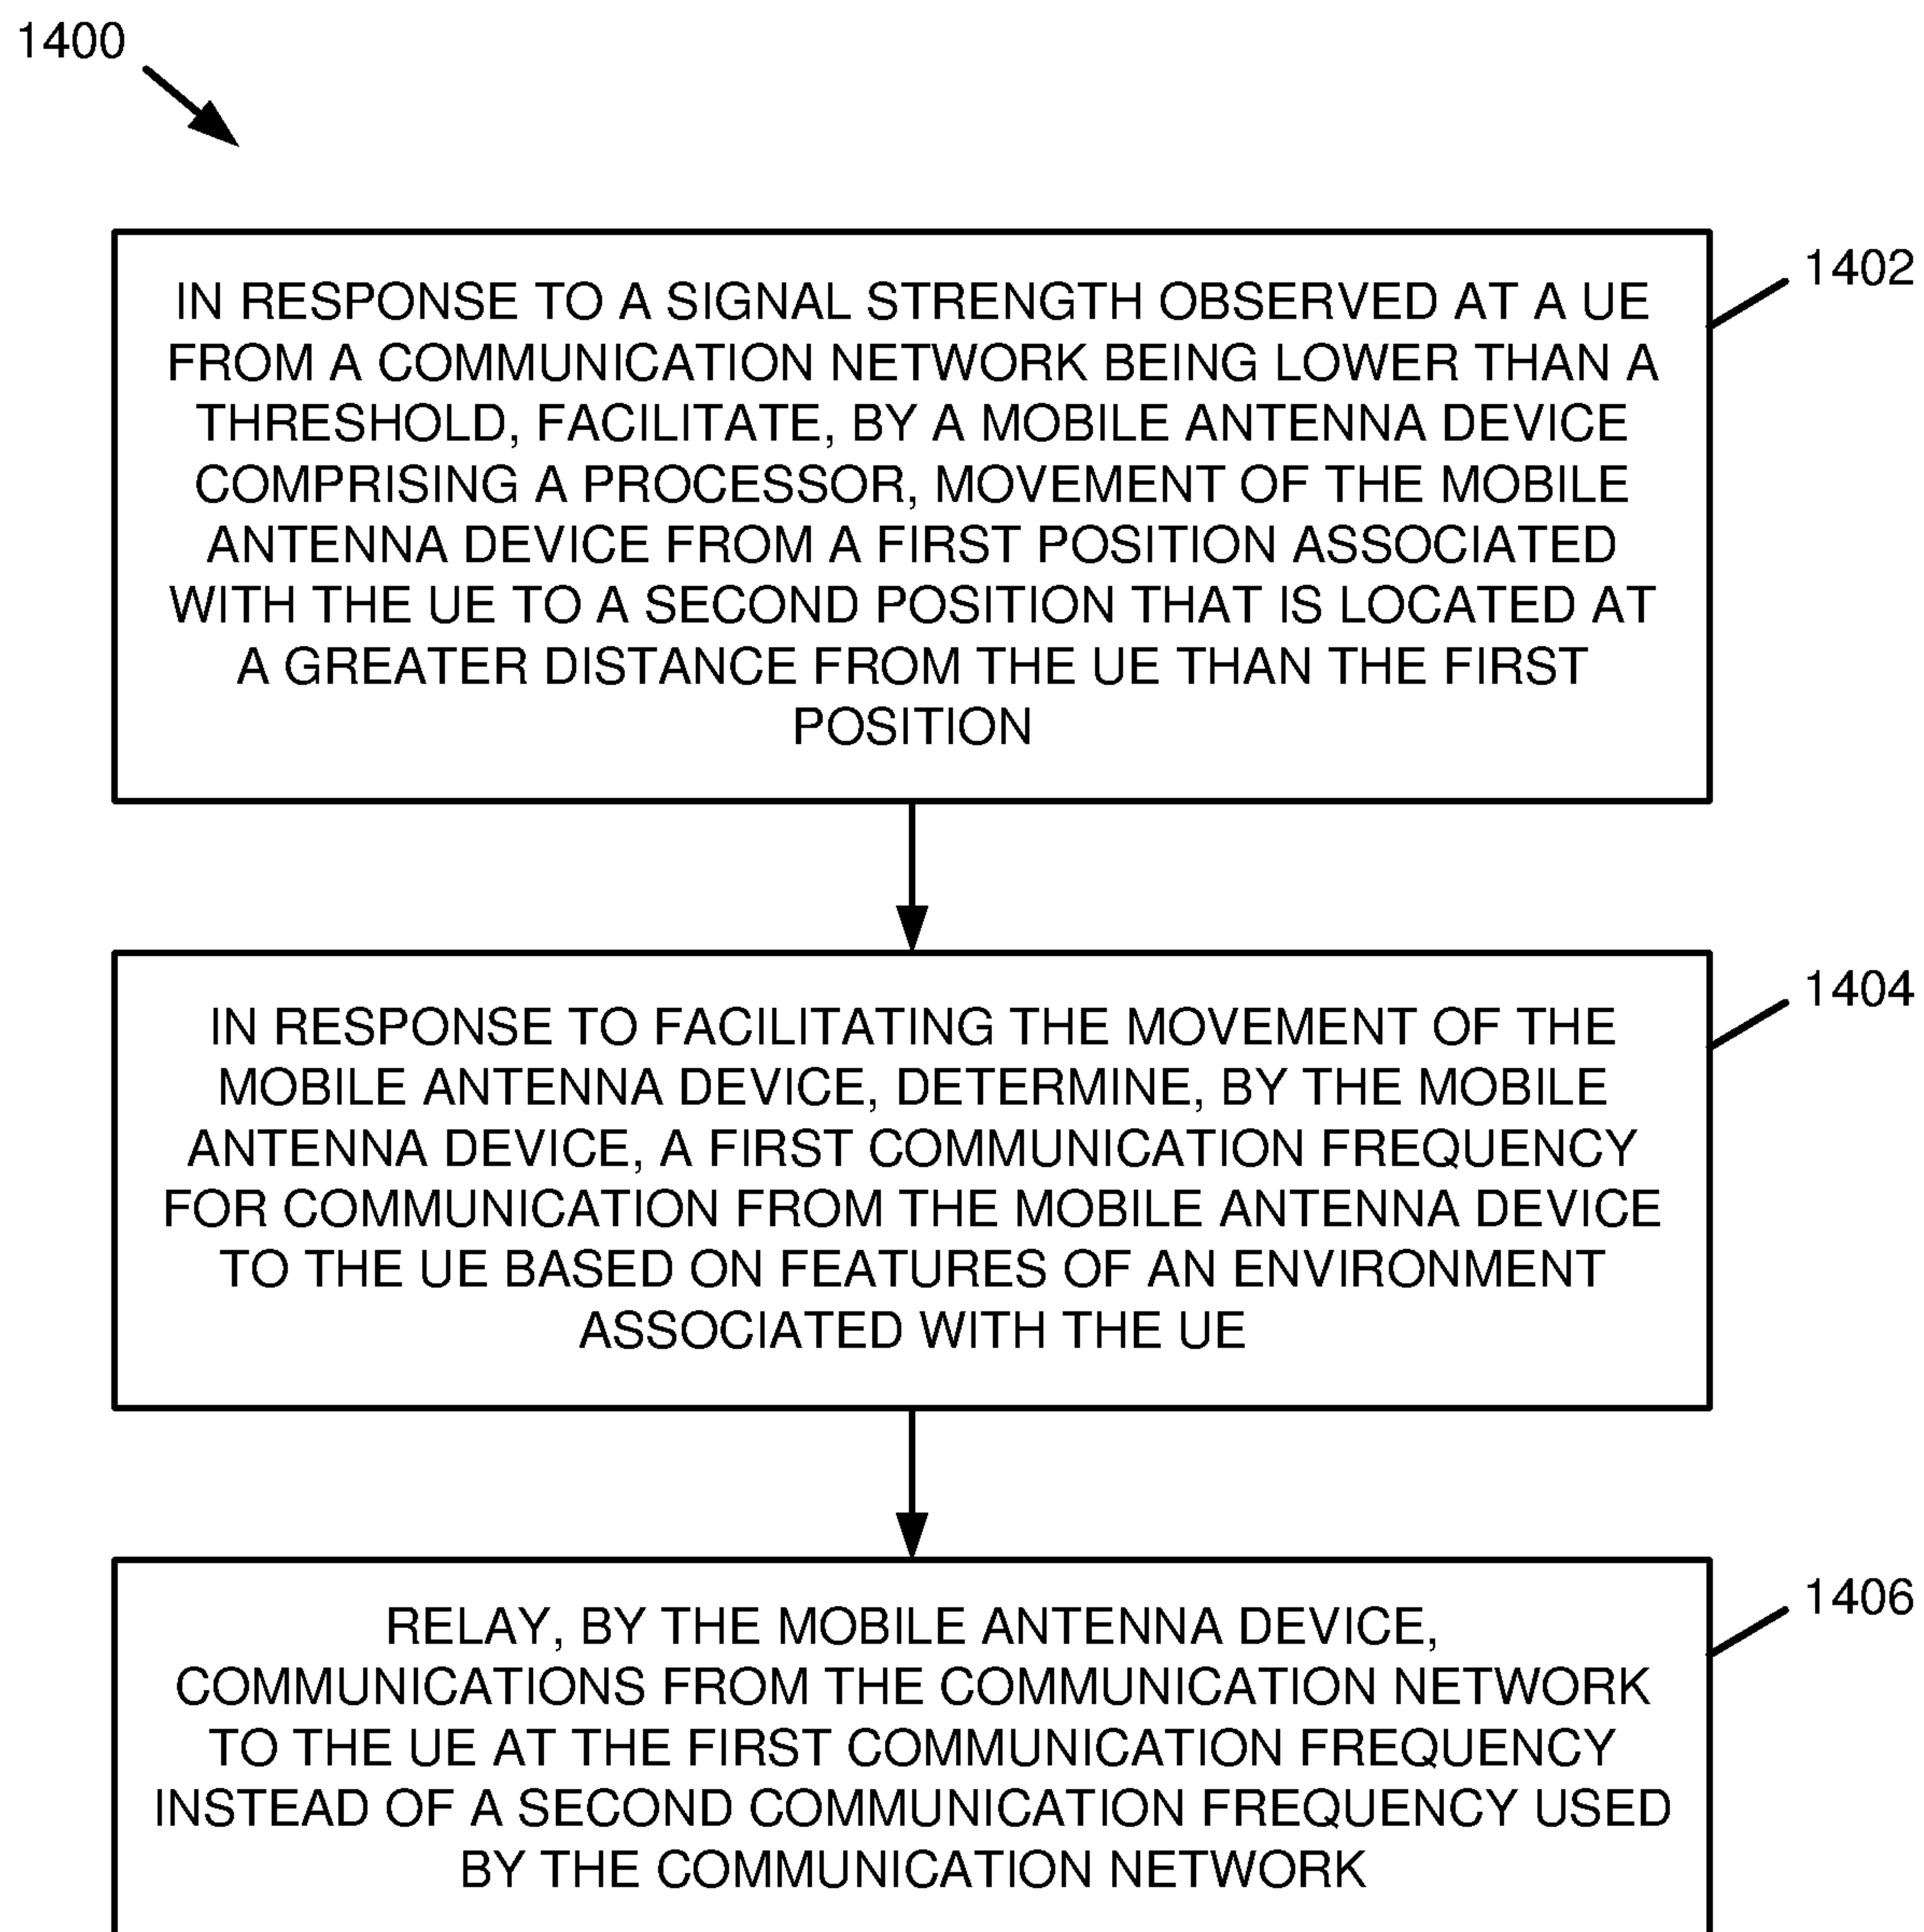 1400
1402
IN RESPONSE TO A SIGNAL STRENGTH OBSERVED AT A UE
FROM A COMMUNICATION NETWORK BEING LOWER THAN A
THRESHOLD, FACILITATE, BY A MOBILE ANTENNA DEVICE
COMPRISING A PROCESSOR, MOVEMENT OF THE MOBILE
ANTENNA DEVICE FROM A FIRST POSITION ASSOCIATED
WITH THE UE TO A SECOND POSITION THAT IS LOCATED AT
A GREATER DISTANCE FROM THE UE THAN THE FIRST
POSITION
1404
IN RESPONSE TO FACILITATING THE MOVEMENT OF THE
MOBILE ANTENNA DEVICE, DETERMINE, BY THE MOBILE
ANTENNA DEVICE, A FIRST COMMUNICATION FREQUENCY
FOR COMMUNICATION FROM THE MOBILE ANTENNA DEVICE
TO THE UE BASED ON FEATURES OF AN ENVIRONMENT
ASSOCIATED WITH THE UE
1406
RELAY, BY THE MOBILE ANTENNA DEVICE,
COMMUNICATIONS FROM THE COMMUNICATION NETWORK
TO THE UE AT THE FIRST COMMUNICATION FREQUENCY
INSTEAD OF A SECOND COMMUNICATION FREQUENCY USED
BY THE COMMUNICATION NETWORK